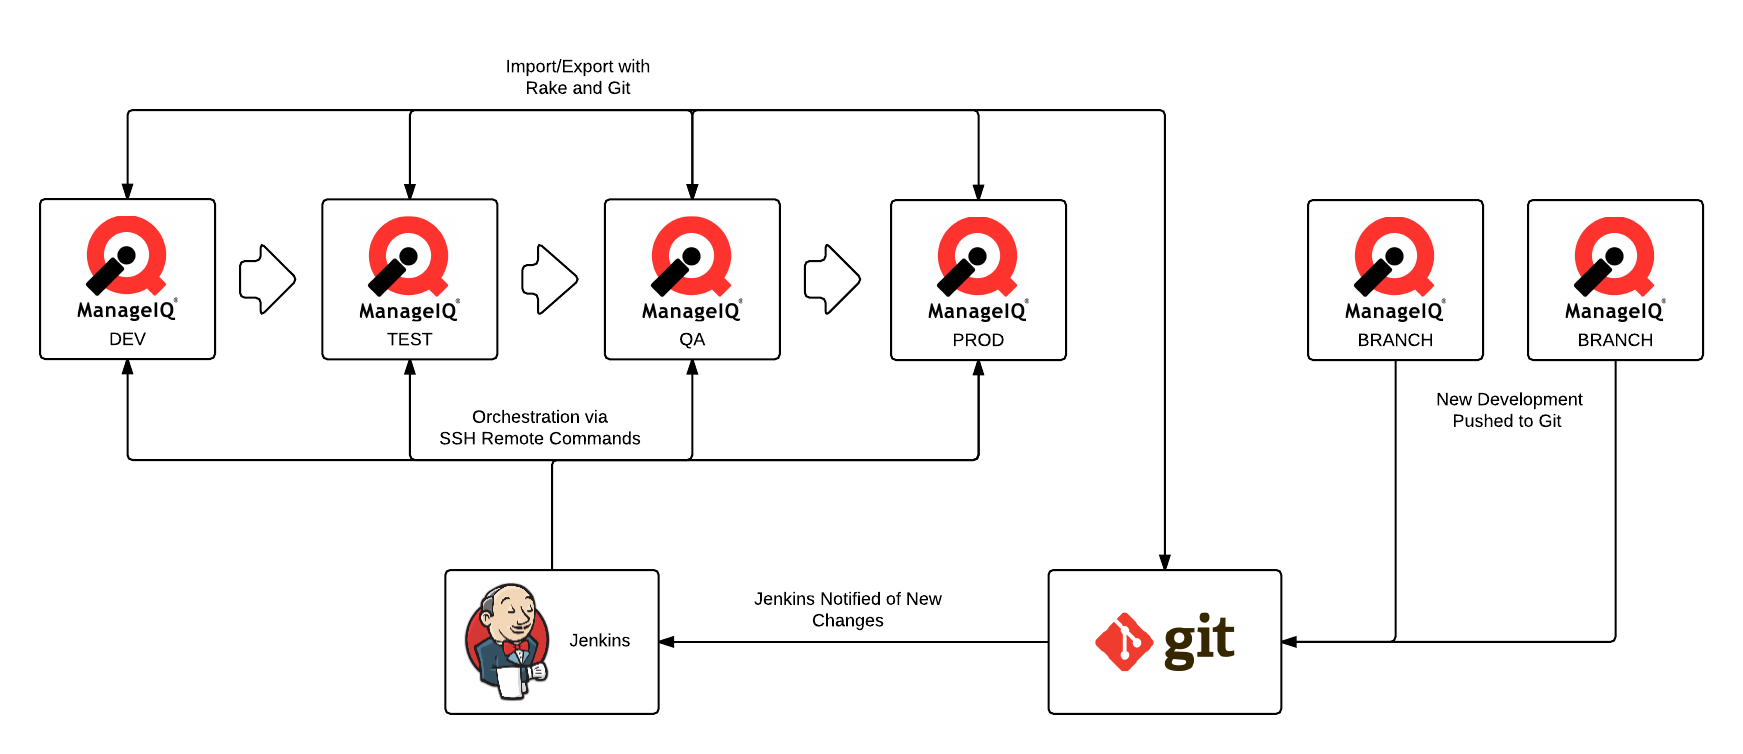 Import/Export with
Rake and Git
ManageIQ®
DEV
ManageIQ®
TEST
ManageIQ®
QA
ManageIQ®
PROD
ManageIQ®
BRANCH
ManageIQ®
BRANCH
New Development
Pushed to Git
Orchestration via
SSH Remote Commands
Jenkins Notified of New
Changes
Jenkins
git